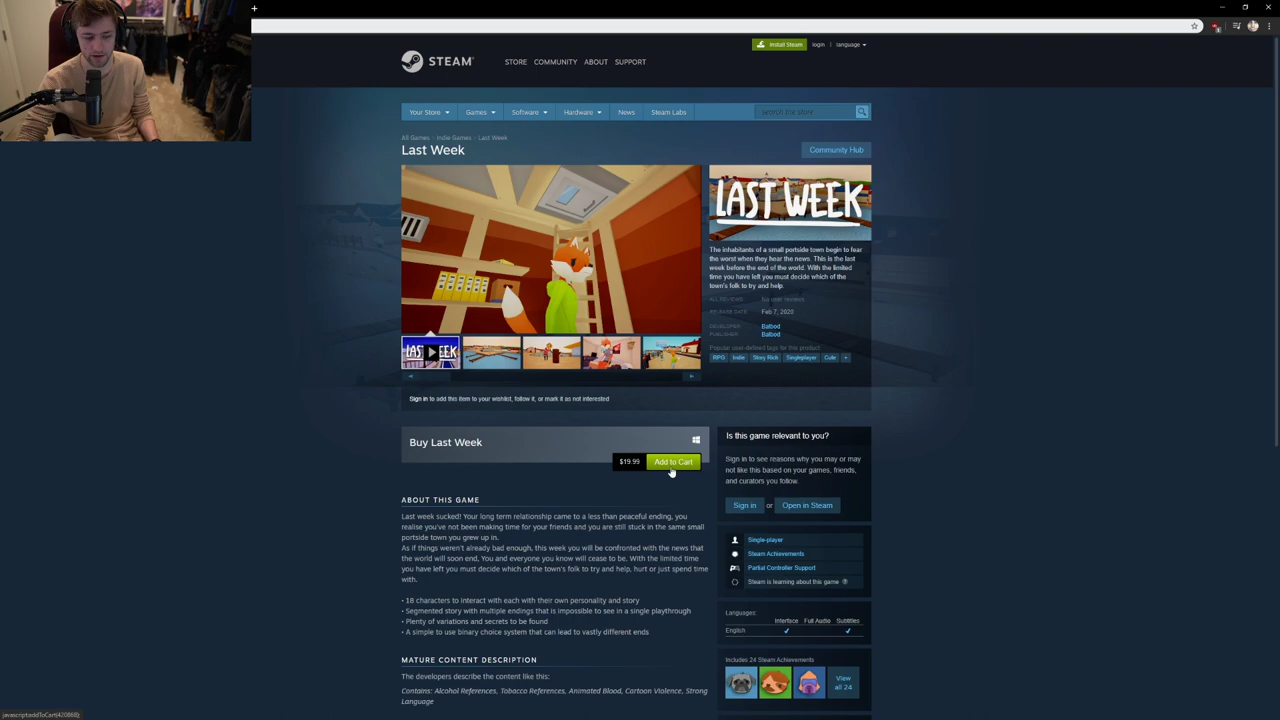 Install Steam
login | language
STEAM
STORE COMMUNITY ABOUT SUPPORT
Your Store Games Software Hardware News Steam Labs search the store
All Games > Indie Games > Last Week
Last Week
Community Hub
LAST WEEK
The inhabitants of a small portside town begin to fear
the worst when they hear the news. This is the last
week before the end of the world. With the limited
time you have left you must decide which of the
town's folk to try and help.
ALL REVIEWS: No user reviews
RELEASE DATE: Feb 7, 2020
DEVELOPER: Balbod
PUBLISHER: Balbod
Popular user-defined tags for this product:
RPG Indie Story Rich Singleplayer Cute +
LAST WEEK
Sign in to add this item to your wishlist, follow it, or mark it as not interested
Buy Last Week
$19.99 Add to Cart
ABOUT THIS GAME
Last week sucked! Your long term relationship came to a less than peaceful ending, you
realise you've not been making time for your friends and you are still stuck in the same small
portside town you grew up in.
As if things weren't already bad enough, this week you will be confronted with the news that
the world will soon end. You and everyone you know will cease to be. With the limited time
you have left you must decide which of the town's folk to try and help, hurt or just spend time
with.
• 18 characters to interact with each with their own personality and story
• Segmented story with multiple endings that is impossible to see in a single playthrough
• Plenty of variations and secrets to be found
• A simple to use binary choice system that can lead to vastly different ends
MATURE CONTENT DESCRIPTION
The developers describe the content like this:
Contains: Alcohol References, Tobacco References, Animated Blood, Cartoon Violence, Strong
Language
Is this game relevant to you?
Sign in to see reasons why you may or may
not like this based on your games, friends,
and curators you follow.
Sign in or Open in Steam
Single-player
Steam Achievements
Partial Controller Support
Steam is learning about this game ?
Languages:
Interface Full Audio Subtitles
English ✔ ✔
Includes 24 Steam Achievements
View
all 24
javascript:addToCart(420868);